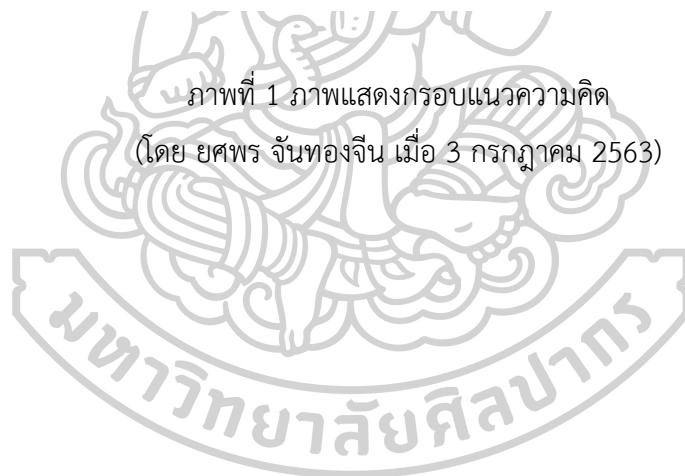 ภาพที่ 1 ภาพแสดงกรอบแนวความคิด
(โดย ยศพร จันทองจีน เมื่อ 3 กรกฎาคม 2563)
มหาวิทยาลัยศิลปากร